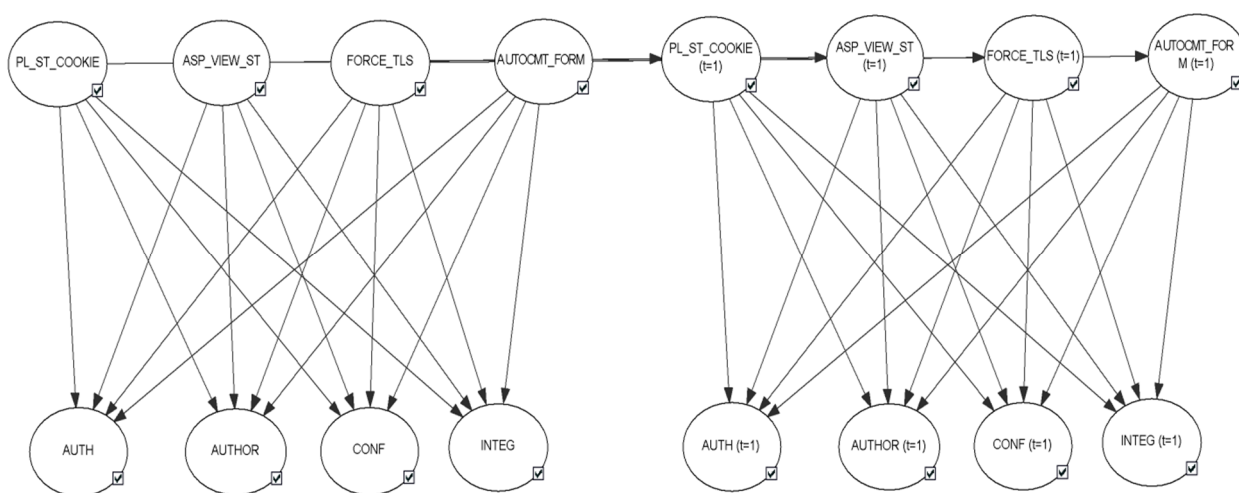 PL_ST_COOKIE
ASP_VIEW_ST
FORCE_TLS
AUTOCMT_FORM
PL_ST_COOKIE
(t=1)
ASP_VIEW_ST
(t=1)
FORCE_TLS (t=1)
AUTOCMT_FOR
M (t=1)
AUTH
AUTHOR
CONF
INTEG
AUTH (t=1)
AUTHOR (t=1)
CONF (t=1)
INTEG (t=1)